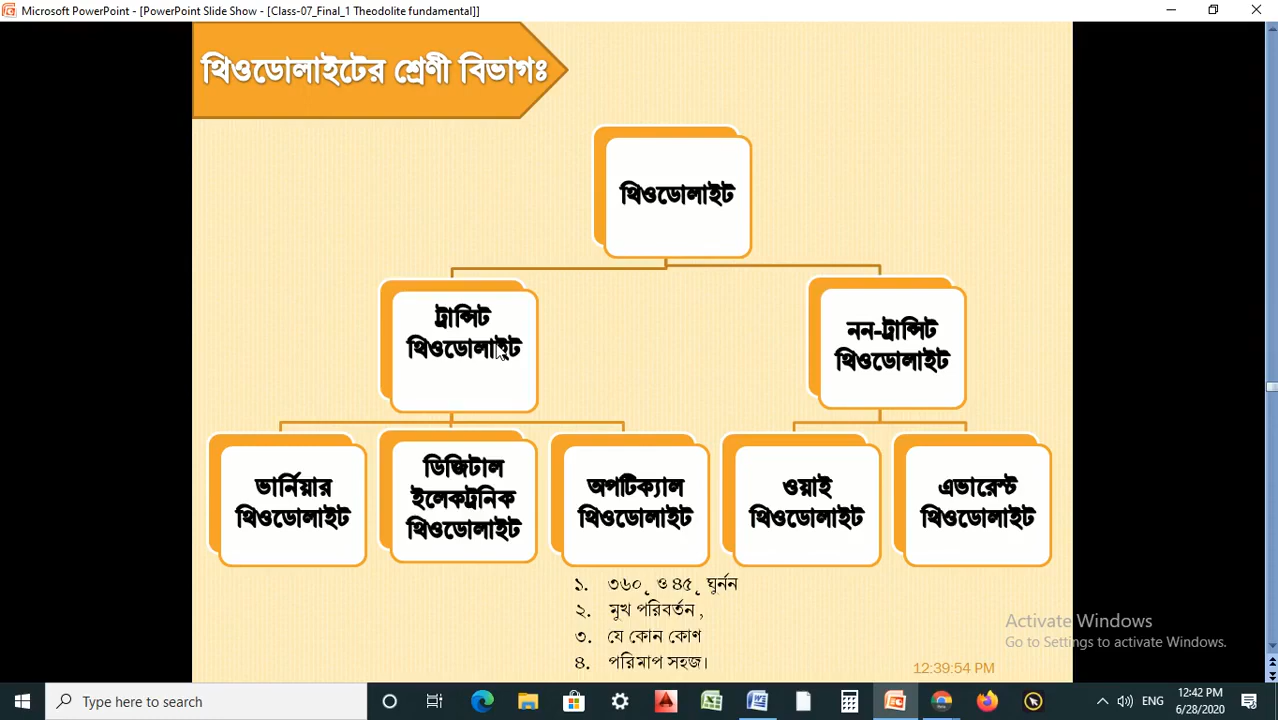 Microsoft PowerPoint - [PowerPoint Slide Show - [Class-07_Final_1 Theodolite fundamental]]
থিওডোলাইটের শ্রেণী বিভাগঃ
থিওডোলাইট
ট্রান্সিট
থিওডোলাইট
নন-ট্রান্সিট
থিওডোলাইট
ভার্নিয়ার
থিওডোলাইট
ডিজিটাল
ইলেকট্রনিক
থিওডোলাইট
অপটিক্যাল
থিওডোলাইট
ওয়াই
থিওডোলাইট
এভারেস্ট
থিওডোলাইট
১. ৩৬০ ও ৪৫ ঘুর্নন
২. মুখ পরিবর্তন ,
৩. যে কোন কোণ
৪. পরিমাপ সহজ।
Activate Windows
Go to Settings to activate Windows.
12:39:54 PM
Type here to search
ENG
12:42 PM
6/28/2020